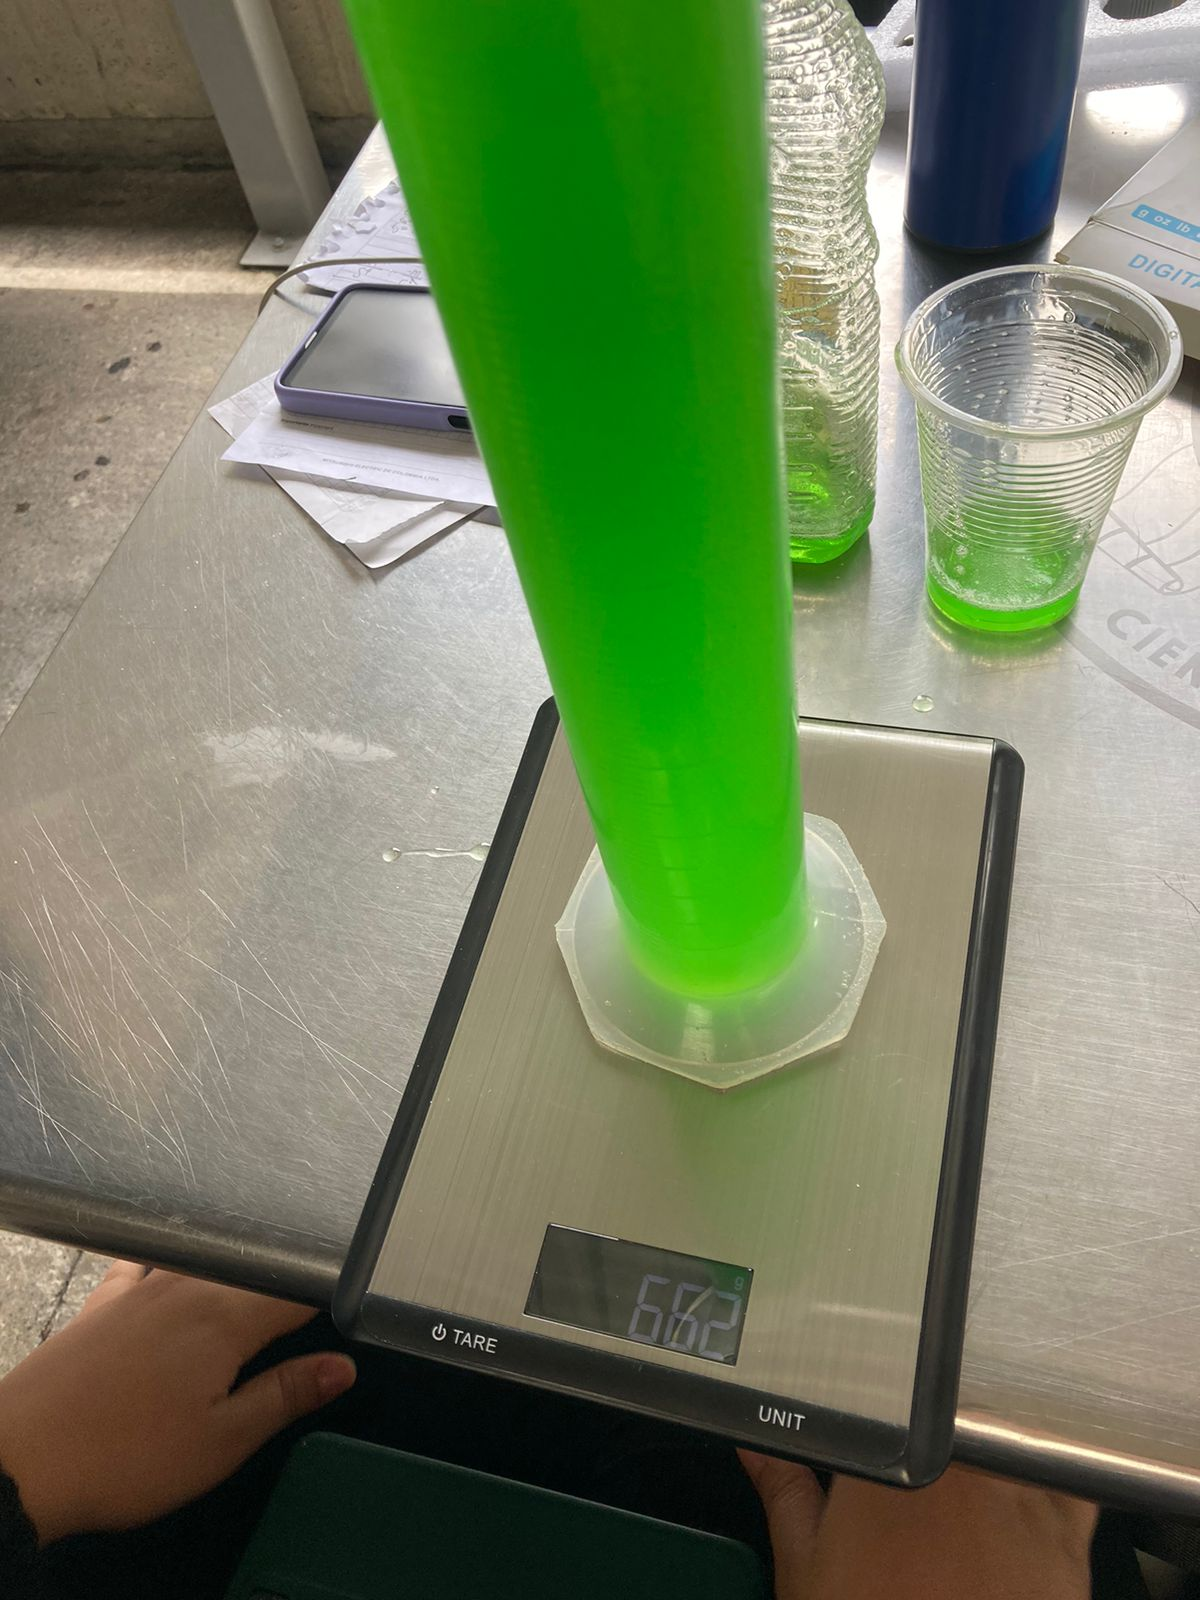 g oz lb
DIGITA
CIEN
g
662
TARE
UNIT